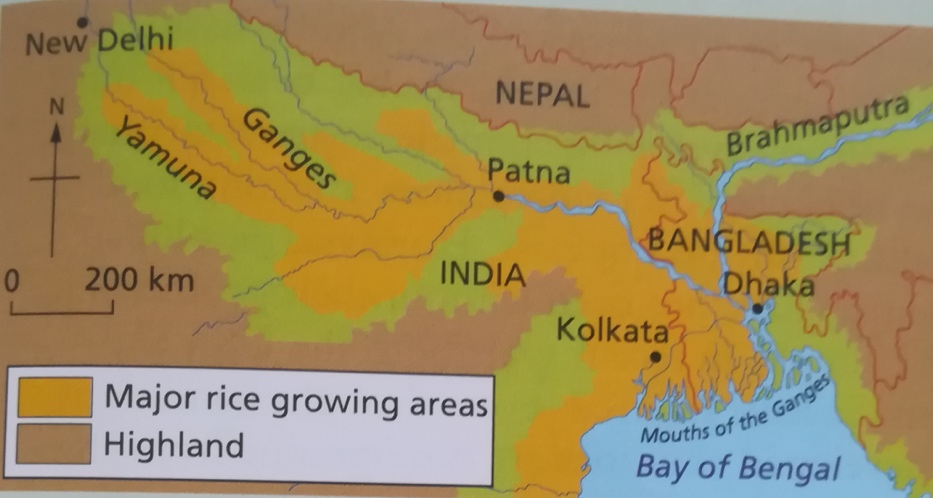 New Delhi
N
NEPAL
Ganges
Yamuna
Brahmaputra
Patna
BANGLADESH
0 200 km
INDIA
Dhaka
Kolkata
Major rice growing areas
Highland
Mouths of the Ganges
Bay of Bengal